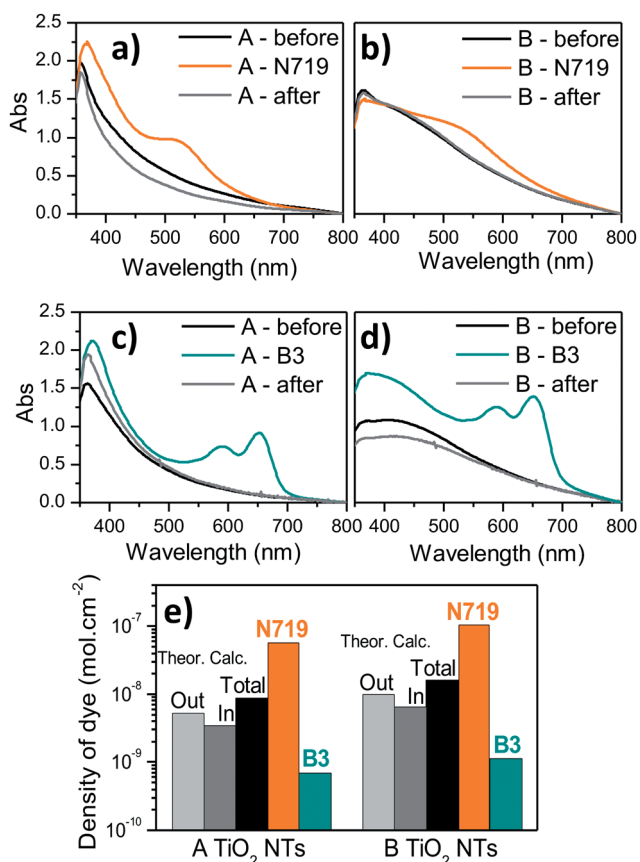 a)
A - before
A - N719
A - after
2.5
2.0
1.5
1.0
0.5
0.0
Abs
400 500 600 700 800
Wavelength (nm)
b)
B - before
B - N719
B - after
400 500 600 700 800
Wavelength (nm)
c)
A - before
A - B3
A - after
2.5
2.0
1.5
1.0
0.5
0.0
Abs
400 500 600 700 800
Wavelength (nm)
d)
B - before
B - B3
B - after
400 500 600 700 800
Wavelength (nm)
e)
Density of dye (mol.cm⁻²)
10⁻⁷
10⁻⁸
10⁻⁹
10⁻¹⁰
Theor. Calc.
Out
In
Total
N719
B3
Theor. Calc.
Out
In
Total
N719
B3
A TiO₂ NTs
B TiO₂ NTs